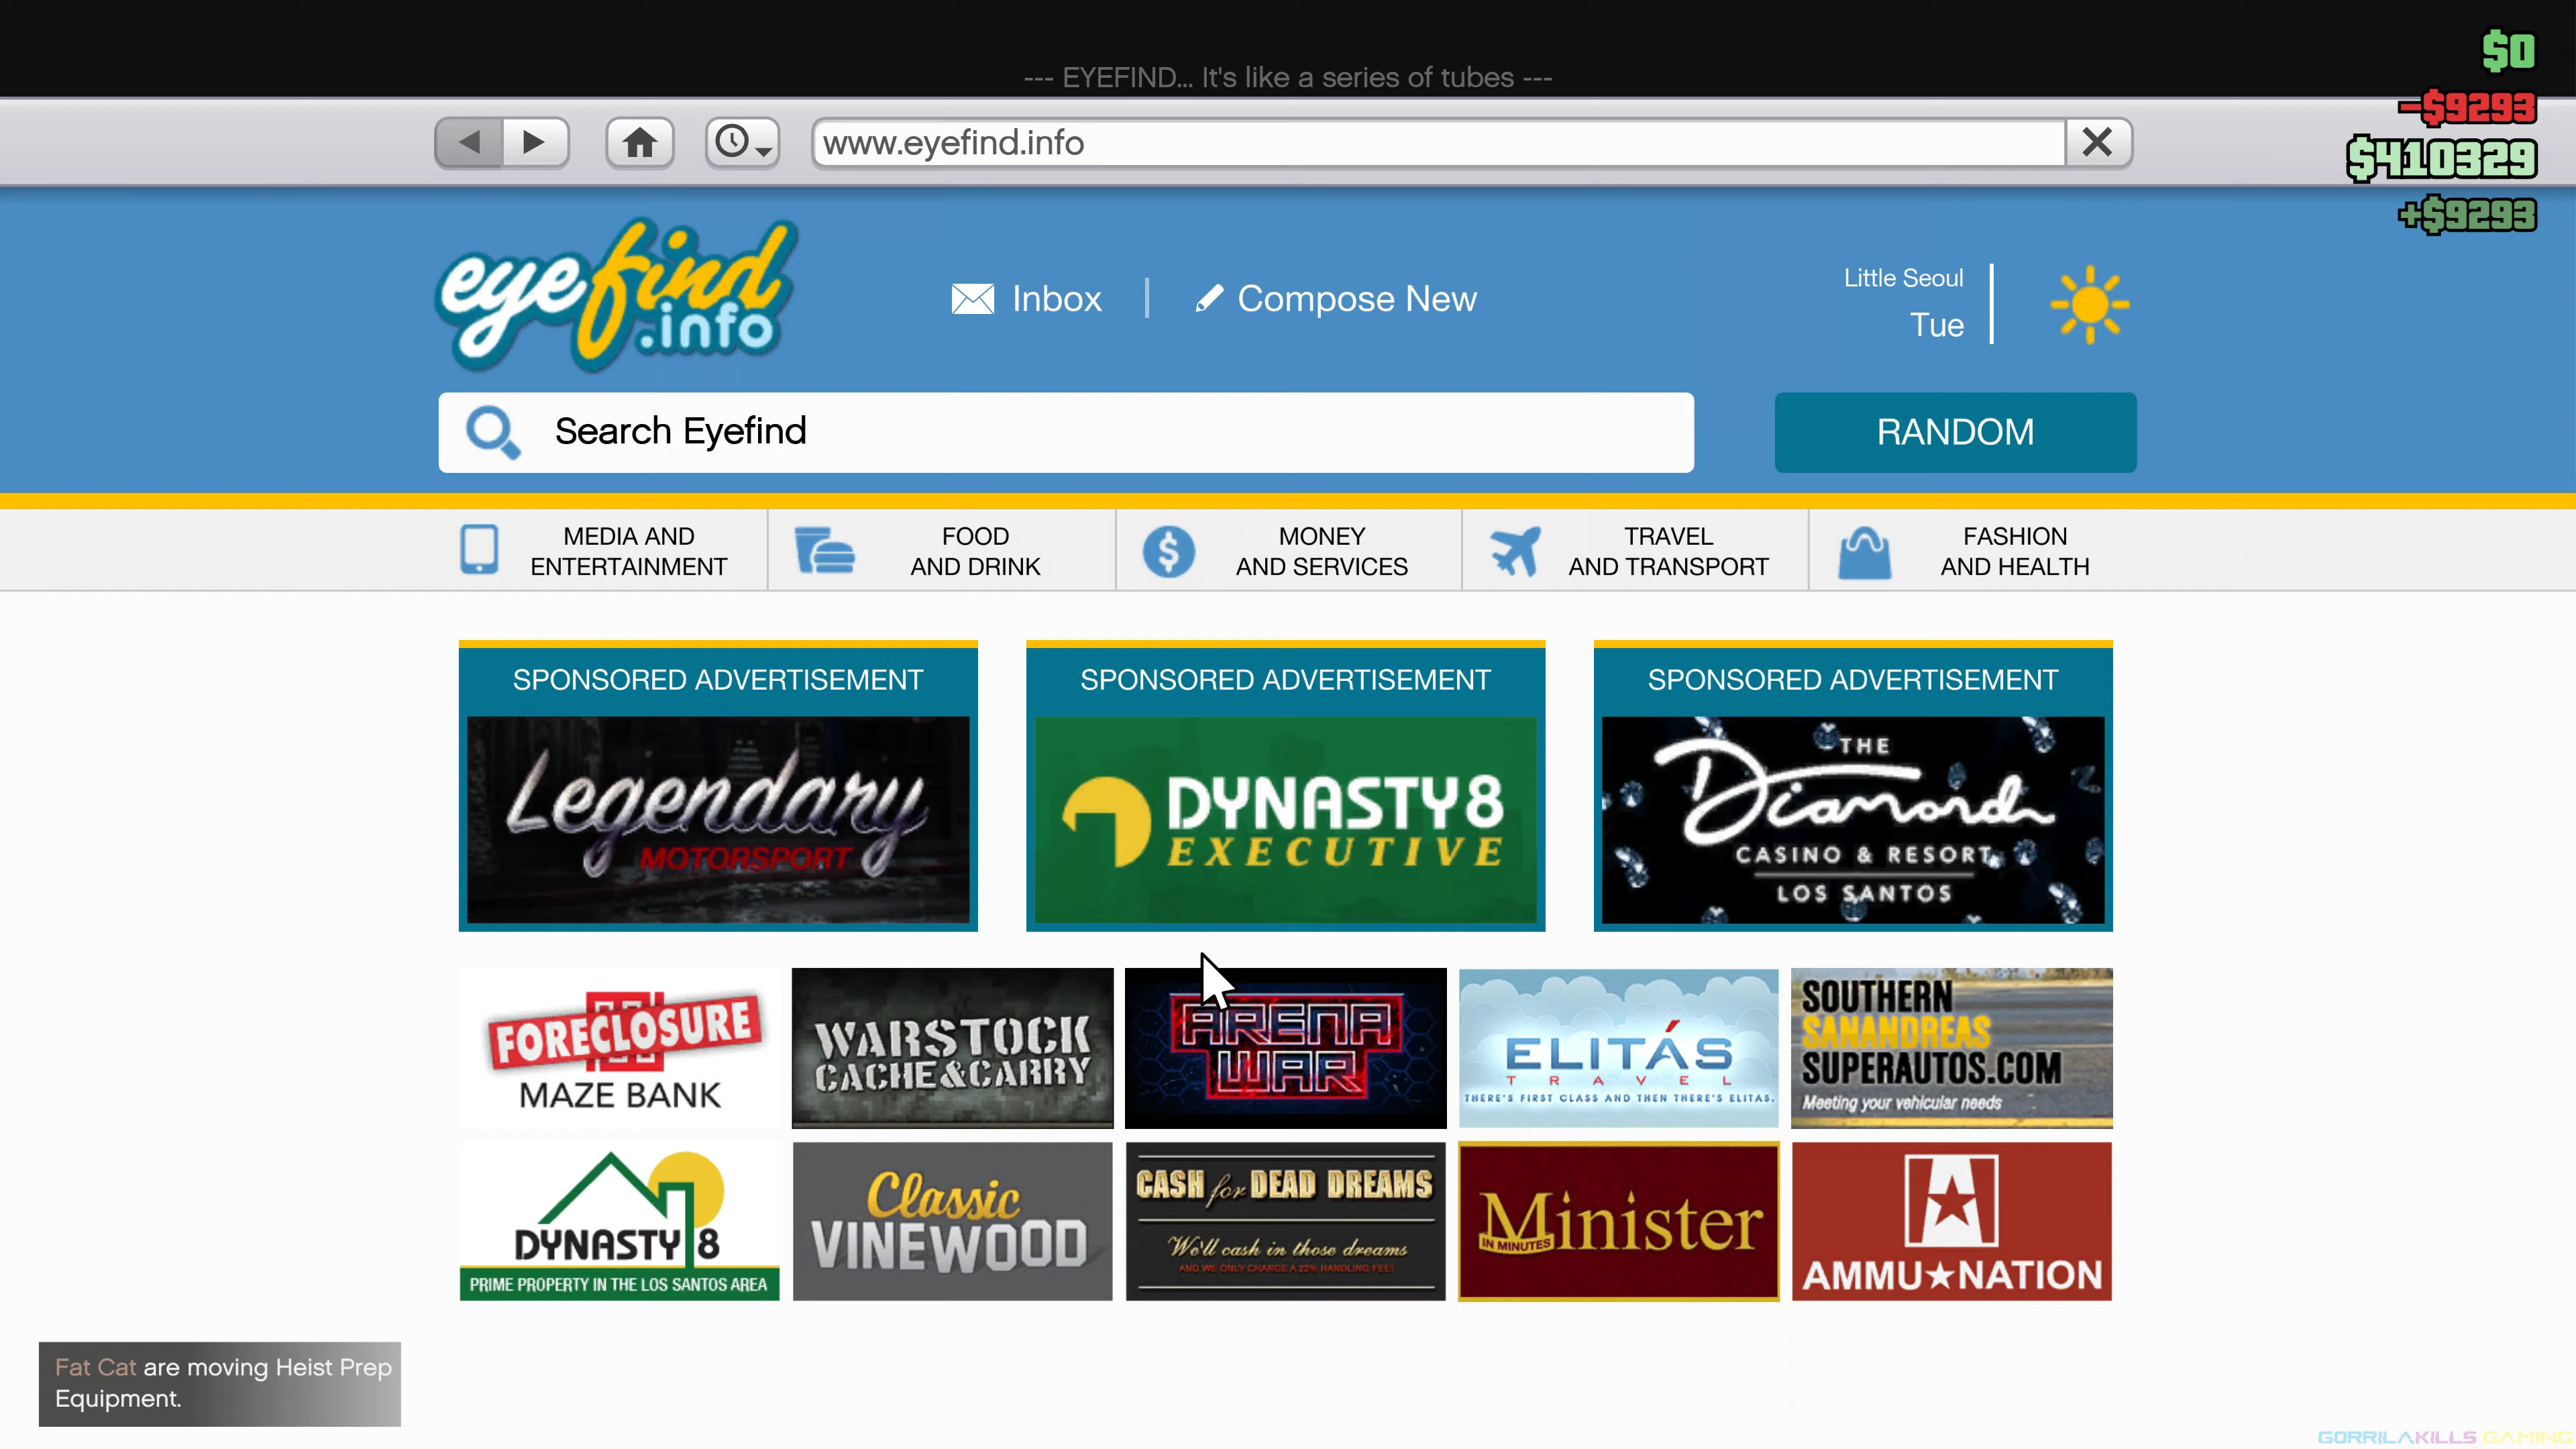 $0
--- EYEFIND... It's like a series of tubes ---
-$9293
www.eyefind.info
$410329
+$9293
eyefind
.info
Inbox
Compose New
Little Seoul
Tue
Search Eyefind
RANDOM
MEDIA AND
ENTERTAINMENT
FOOD
AND DRINK
MONEY
AND SERVICES
TRAVEL
AND TRANSPORT
FASHION
AND HEALTH
SPONSORED ADVERTISEMENT
Legendary
MOTORSPORT
SPONSORED ADVERTISEMENT
DYNASTY8
EXECUTIVE
SPONSORED ADVERTISEMENT
THE
Diamond
CASINO & RESORT
LOS SANTOS
FORECLOSURE
MAZE BANK
WARSTOCK
CACHE&CARRY
ARENA
WAR
ELITÁS
TRAVEL
THERE'S FIRST CLASS AND THEN THERE'S ELITAS.
SOUTHERN
SANANDREAS
SUPERAUTOS.COM
Meeting your vehicular needs
DYNASTY 8
PRIME PROPERTY IN THE LOS SANTOS AREA
Classic
VINEWOOD
CASH for DEAD DREAMS
We'll cash in those dreams
AND WE ONLY CHARGE A 22% HANDLING FEE!
Minister
IN MINUTES
AMMU★NATION
Fat Cat are moving Heist Prep
Equipment.
GORRILAKILLS GAMING